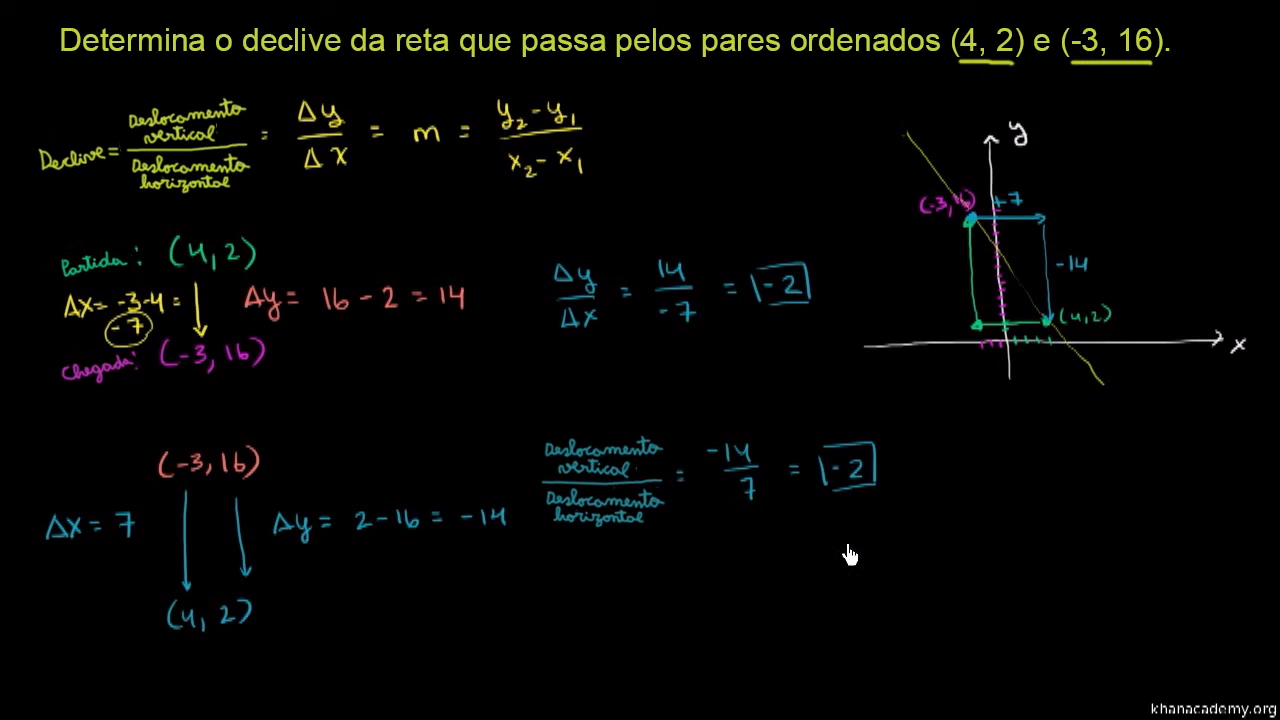 Determina o declive da reta que passa pelos pares ordenados (4, 2) e (-3, 16).
Declive = Deslocamento vertical / Deslocamento horizontal = Δy / Δx = m = y₂ - y₁ / x₂ - x₁
Partida: (4, 2)
Δx = -3-4 =
-7
Δy = 16 - 2 = 14
Chegada: (-3, 16)
Δy / Δx = 14 / -7 = -2
(-3, 16)
Δx = 7
Δy = 2 - 16 = -14
(4, 2)
Deslocamento vertical / Deslocamento horizontal = -14 / 7 = -2
y
(-3, 16)
+7
-14
(4, 2)
x
khanacademy.org